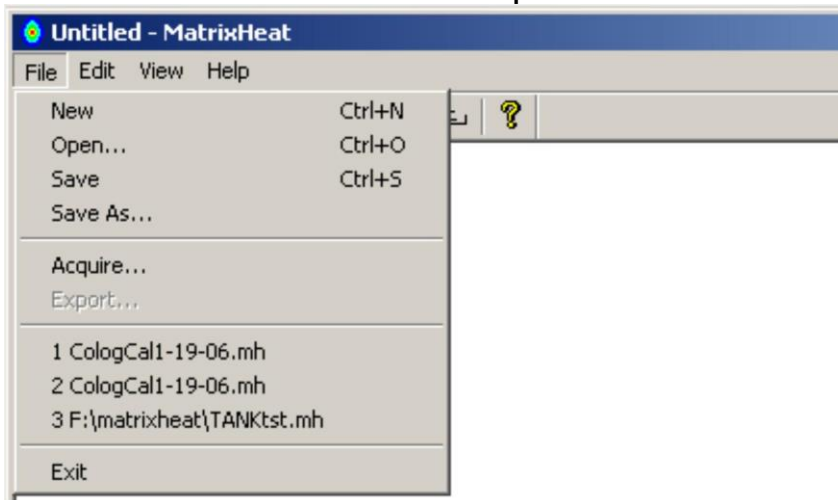 Untitled - MatrixHeat
File Edit View Help
New Ctrl+N
Open... Ctrl+O
Save Ctrl+S
Save As...
Acquire...
Export...
1 CologCal1-19-06.mh
2 CologCal1-19-06.mh
3 F:\matrixheat\TANKtst.mh
Exit